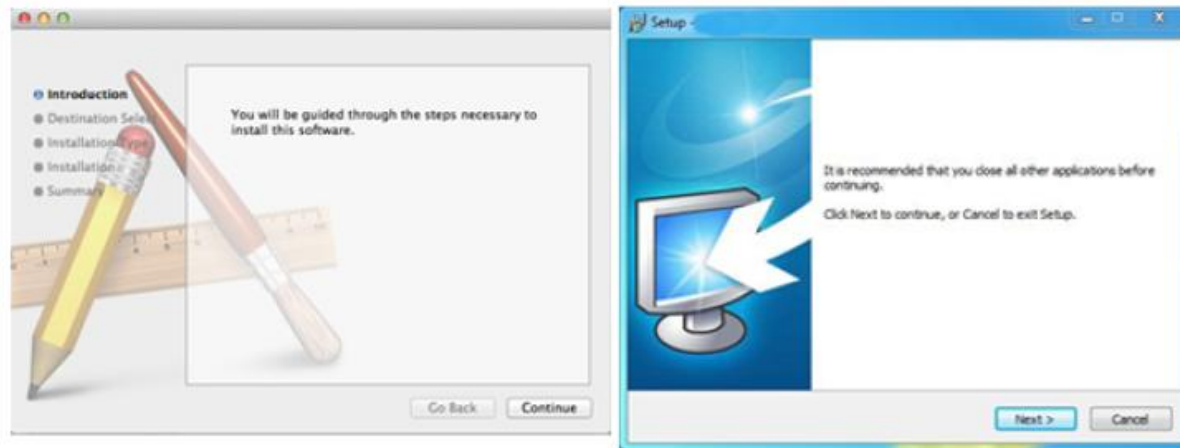 Introduction
Destination Select
Installation Type
Installation
Summary
You will be guided through the steps necessary to
install this software.
Go Back
Continue
Setup -
It is recommended that you close all other applications before
continuing.
Click Next to continue, or Cancel to exit Setup.
Next >
Cancel